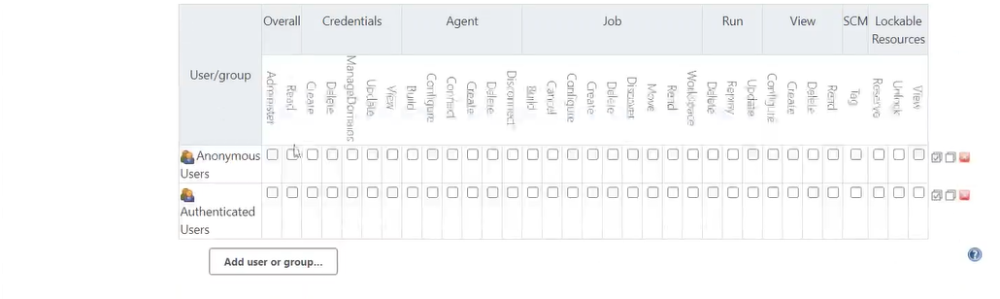 Overall Credentials Agent Job Run View SCM Lockable
Resources
User/group
Administer
Read
Create
Delete
ManageDomains
Update
View
Build
Configure
Connect
Create
Delete
Disconnect
Build
Cancel
Configure
Create
Delete
Discover
Move
Read
Workspace
Delete
Replay
Update
Configure
Create
Delete
Read
Tag
Reserve
Unlock
View
Anonymous
Users
Authenticated
Users
Add user or group...
?